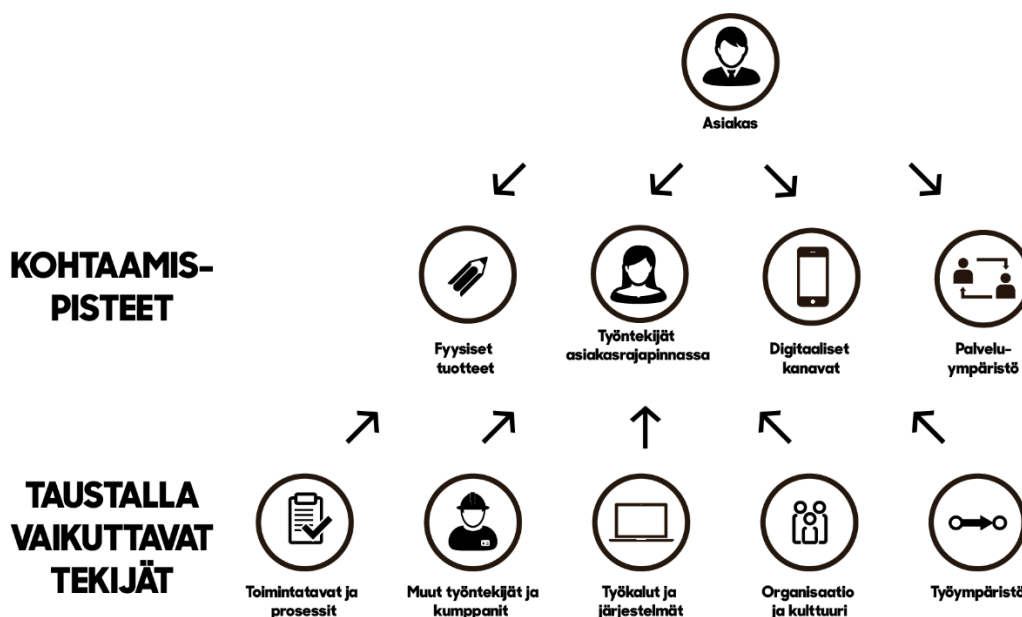 Asiakas
KOHTAAMIS-
PISTEET
Fyysiset
tuotteet
Työntekijät
asiakasrajapinnassa
Digitaaliset
kanavat
Palvelu-
ympäristö
TAUSTALLA
VAIKUTTAVAT
TEKIJÄT
Toimintatavat ja
prosessit
Muut työntekijät ja
kumppanit
Työkalut ja
järjestelmät
Organisaatio
ja kulttuuri
Työympäristö